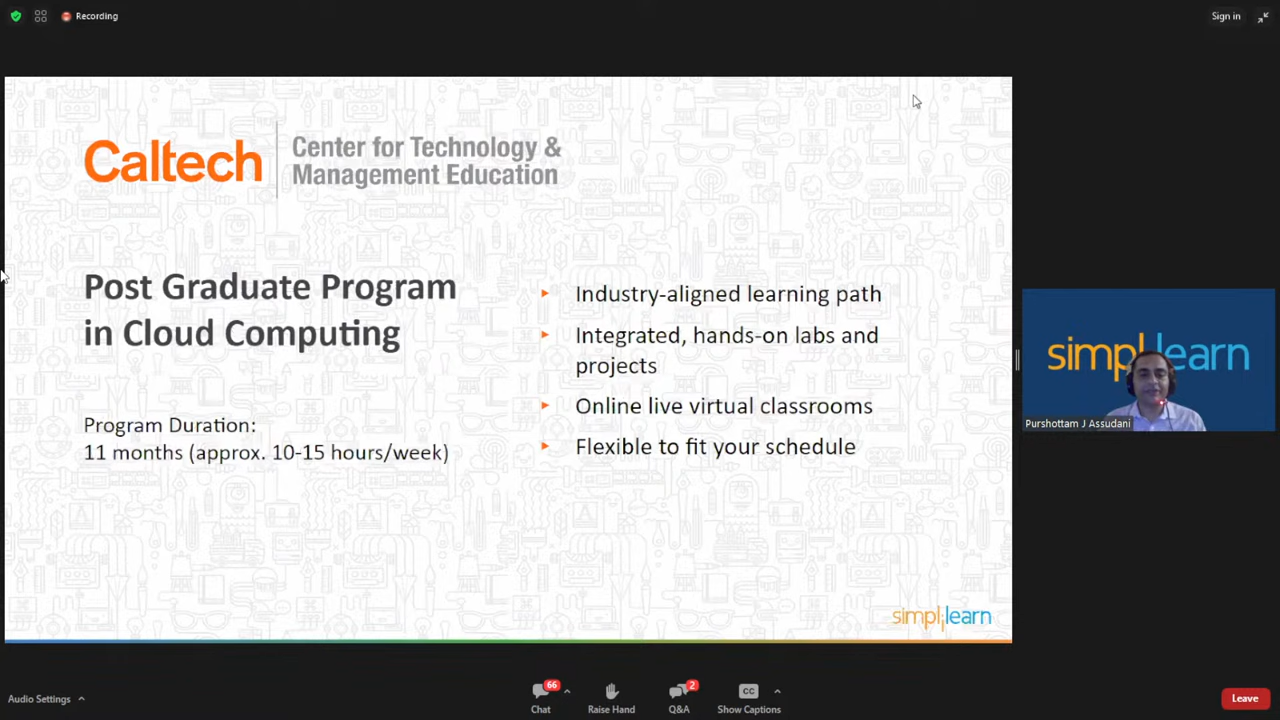 Recording
Sign in
Caltech
Center for Technology &
Management Education
Post Graduate Program
in Cloud Computing
Program Duration:
11 months (approx. 10-15 hours/week)
Industry-aligned learning path
Integrated, hands-on labs and
projects
Online live virtual classrooms
Flexible to fit your schedule
simplilearn
simplilearn
Purshottam J Assudani
Audio Settings
66
Chat
Raise Hand
2
Q&A
CC
Show Captions
Leave